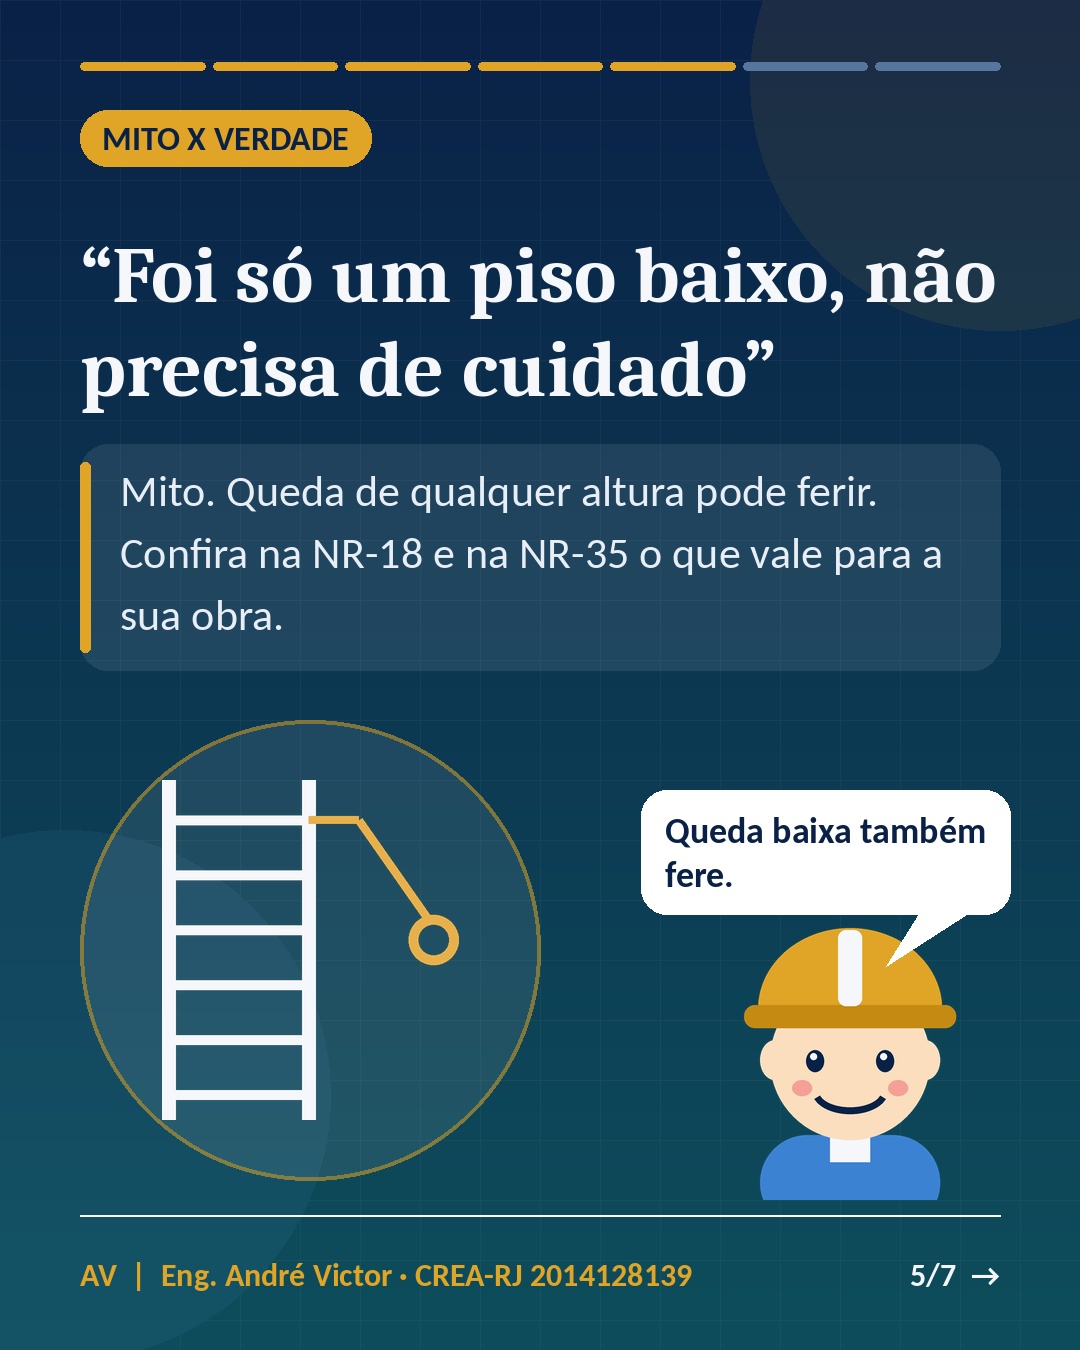 MITO X VERDADE
“Foi só um piso baixo, não
precisa de cuidado”
Mito. Queda de qualquer altura pode ferir.
Confira na NR-18 e na NR-35 o que vale para a
sua obra.
Queda baixa também
fere.
AV | Eng. André Victor · CREA-RJ 2014128139
5/7 →